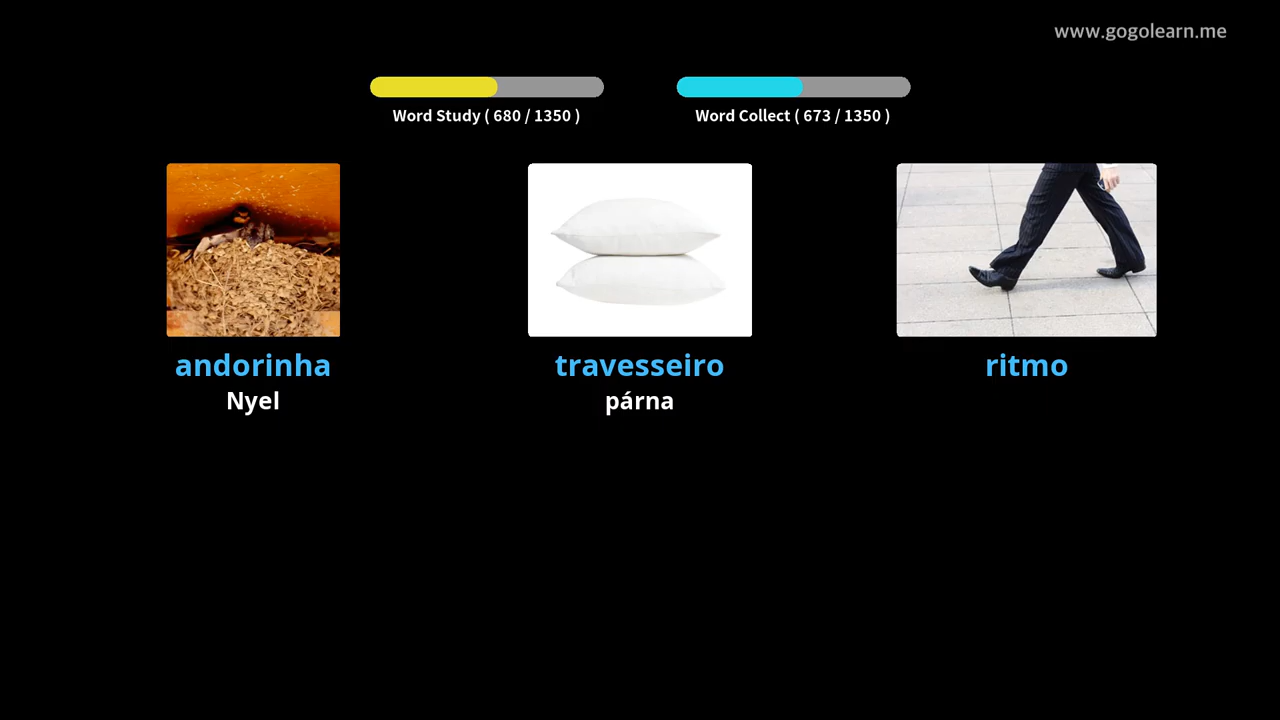 www.gogolearn.me
Word Study ( 680 / 1350 )
Word Collect ( 673 / 1350 )
andorinha
Nyel
travesseiro
párna
ritmo